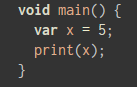 void main() {
  var x = 5;
  print(x);
}